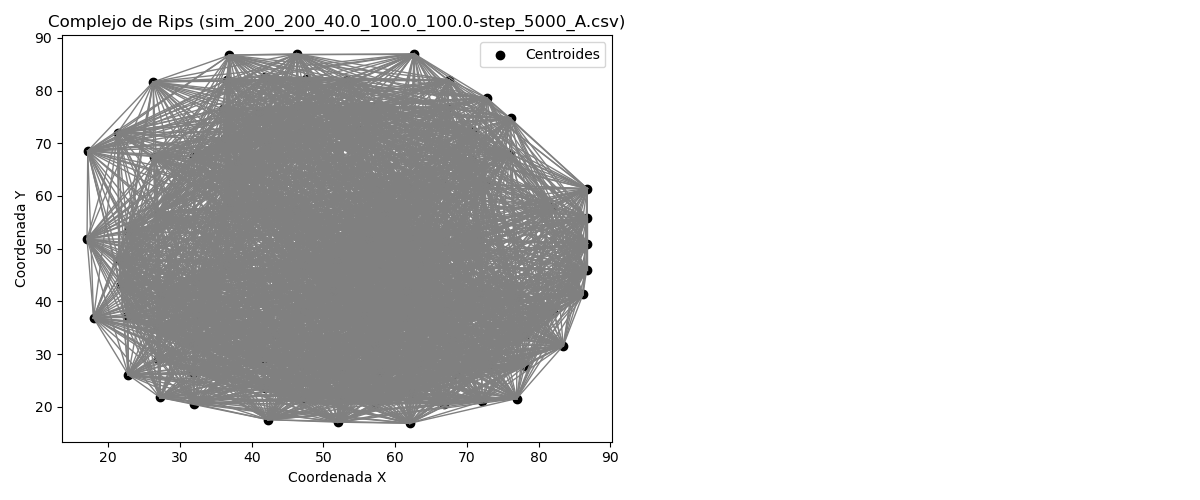 Complejo de Rips (sim_200_200_40.0_100.0_100.0-step_5000_A.csv)
90
Centroides
80
70
60
50
40
30
20
Coordenada Y
20 30 40 50 60 70 80 90
Coordenada X